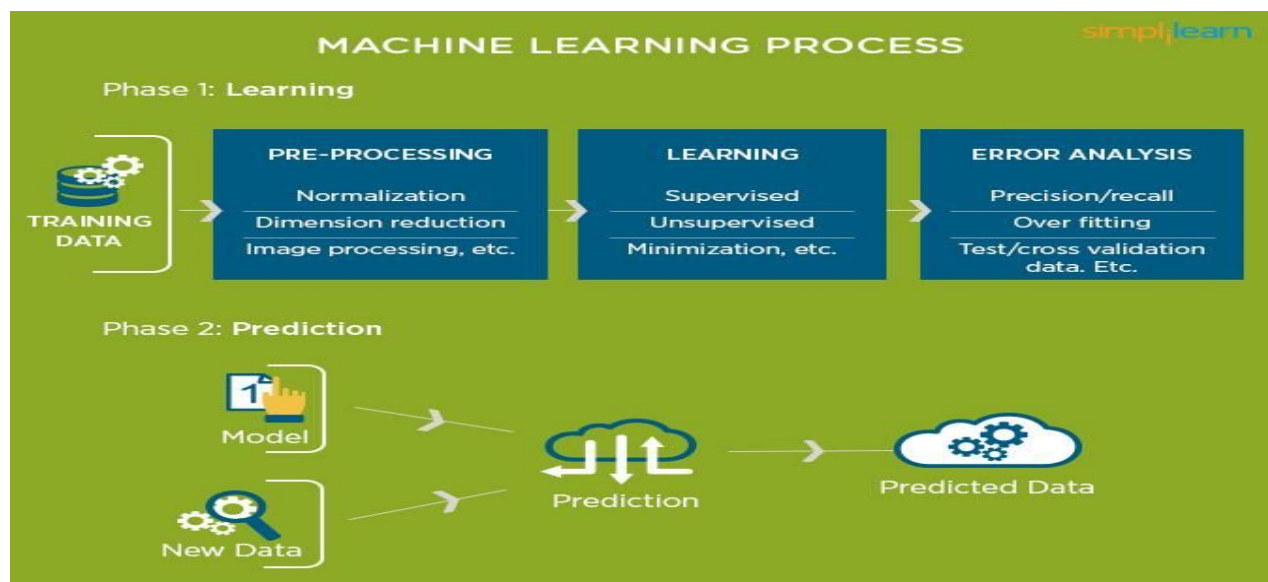 simplilearn
MACHINE LEARNING PROCESS
Phase 1: Learning
TRAINING
DATA
PRE-PROCESSING
Normalization
Dimension reduction
Image processing, etc.
LEARNING
Supervised
Unsupervised
Minimization, etc.
ERROR ANALYSIS
Precision/recall
Over fitting
Test/cross validation
data. Etc.
Phase 2: Prediction
1
Model
New Data
Prediction
Predicted Data